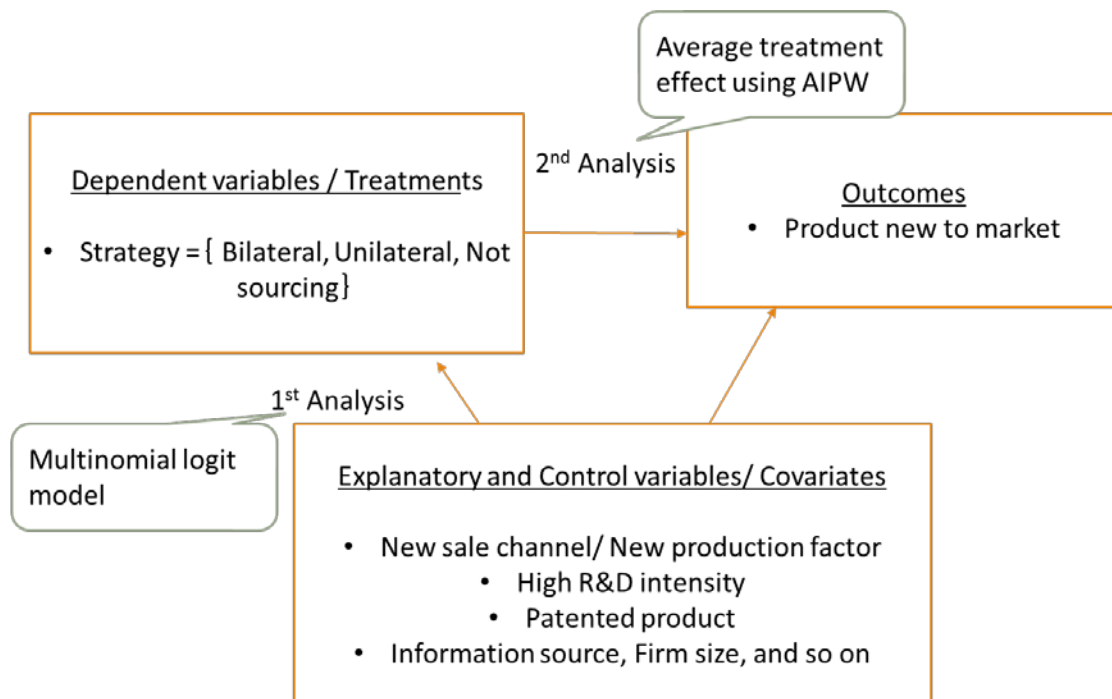 Average treatment
effect using AIPW
2nd Analysis
Dependent variables / Treatments
• Strategy = { Bilateral, Unilateral, Not
sourcing}
Outcomes
• Product new to market
1st Analysis
Multinomial logit
model
Explanatory and Control variables/ Covariates
• New sale channel/ New production factor
• High R&D intensity
• Patented product
• Information source, Firm size, and so on